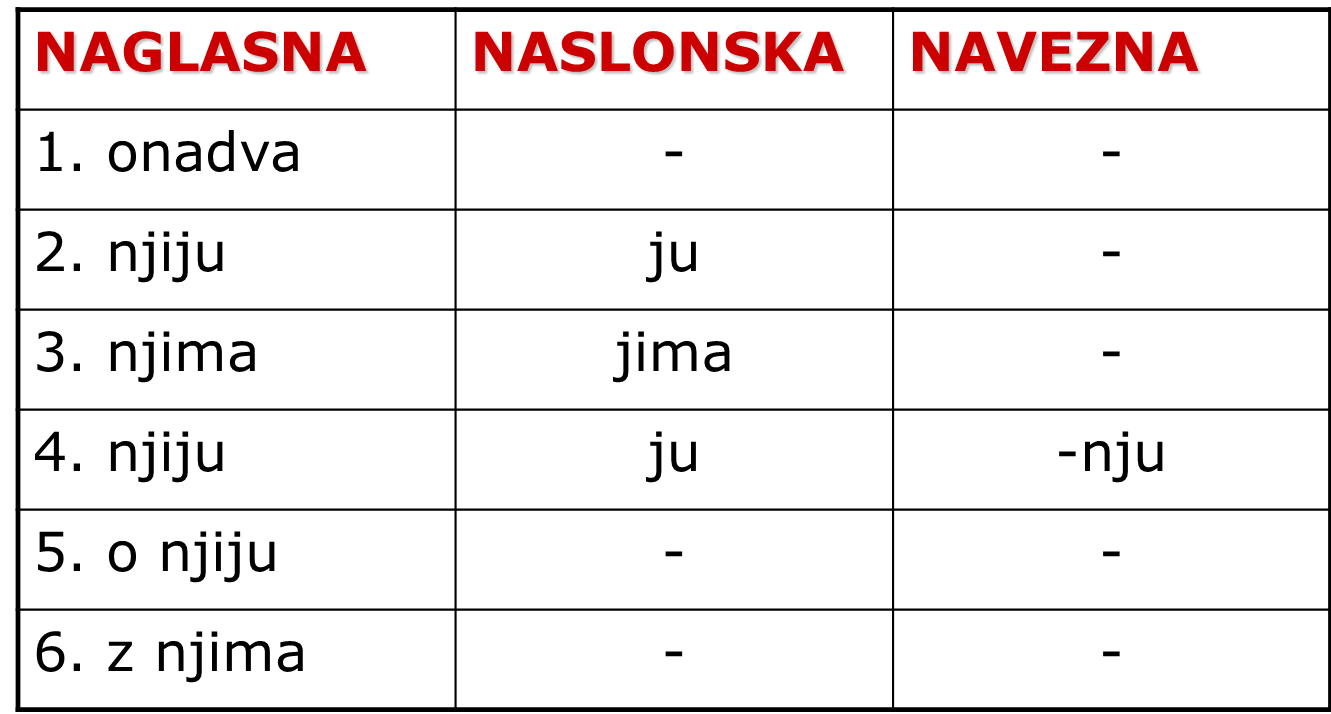 NAGLASNA NASLONSKA NAVEZNA
1. onadva - -
2. njiju ju -
3. njima jima -
4. njiju ju -nju
5. o njiju - -
6. z njima - -